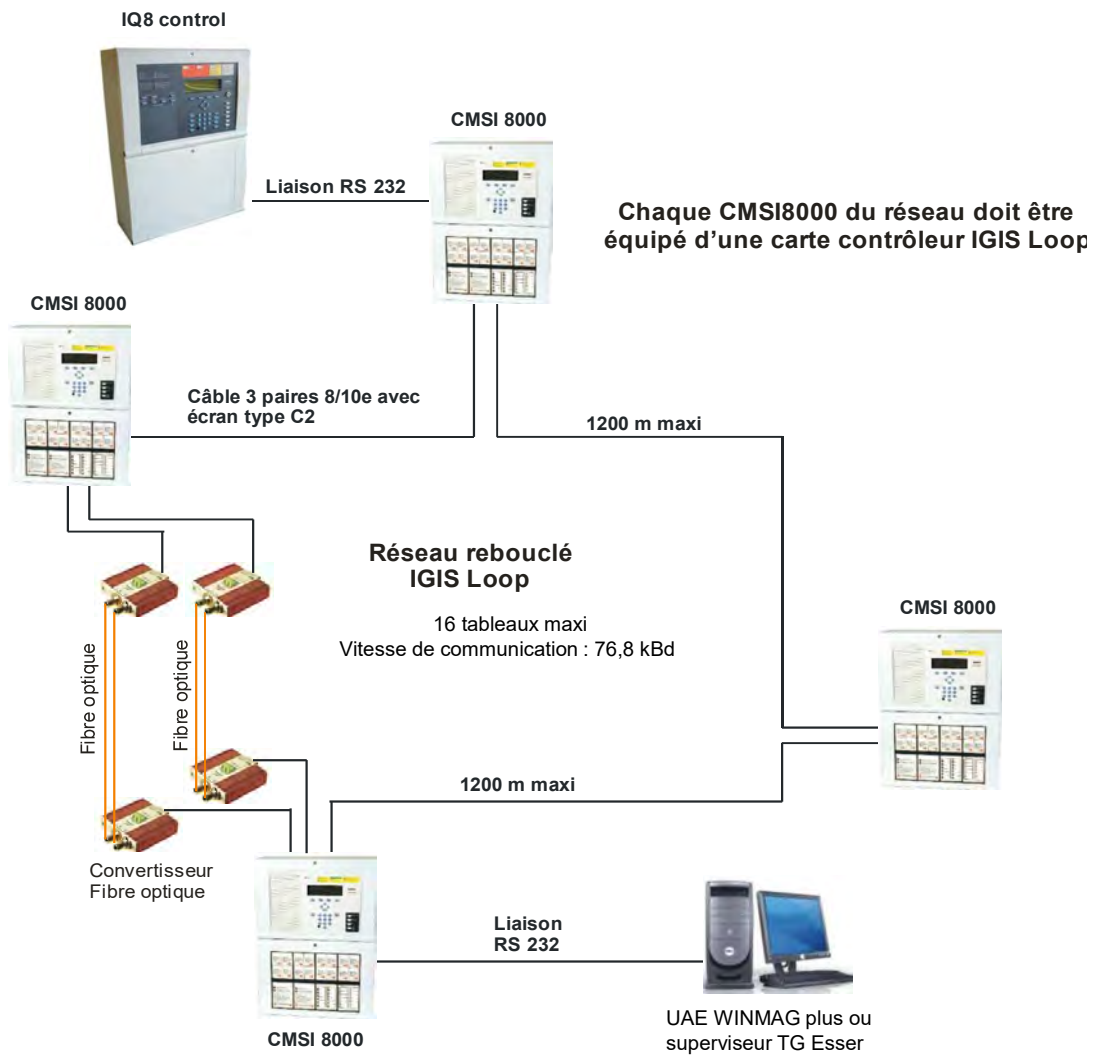 IQ8 control
CMSI 8000
Liaison RS 232
Chaque CMSI8000 du réseau doit être
équipé d’une carte contrôleur IGIS Loop
CMSI 8000
Câble 3 paires 8/10e avec
écran type C2
1200 m maxi
Réseau rebouclé
IGIS Loop
16 tableaux maxi
Vitesse de communication : 76,8 kBd
CMSI 8000
Fibre optique
Fibre optique
1200 m maxi
Convertisseur
Fibre optique
Liaison
RS 232
CMSI 8000
UAE WINMAG plus ou
superviseur TG Esser